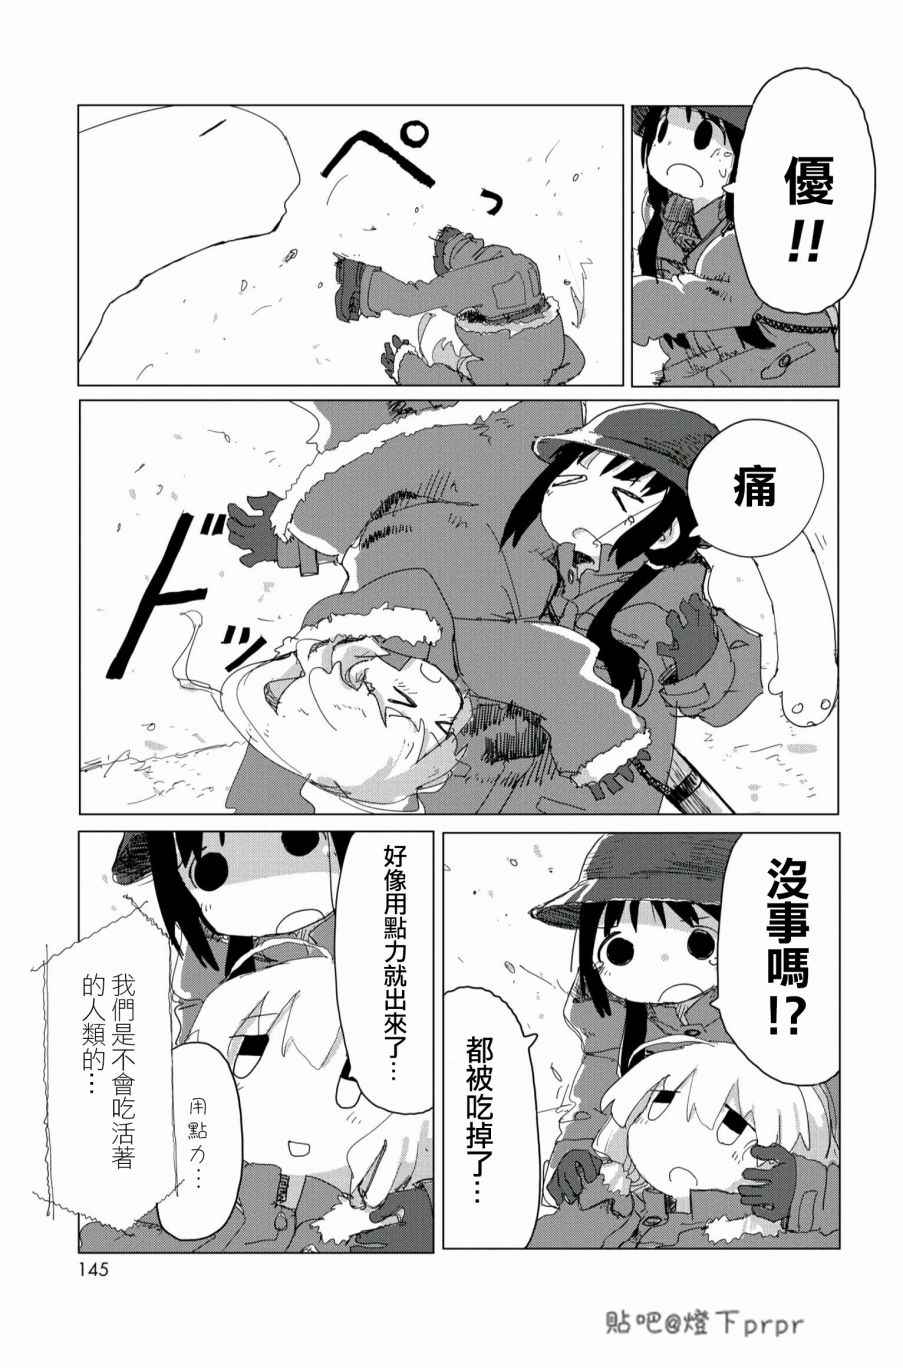 優!!
ペっ
痛
ドッ
沒事嗎!?
都被吃掉了…
好像用點力就出來了…
用點力…
我們是不會吃活著
的人類的…
145
貼吧@燈下prpr